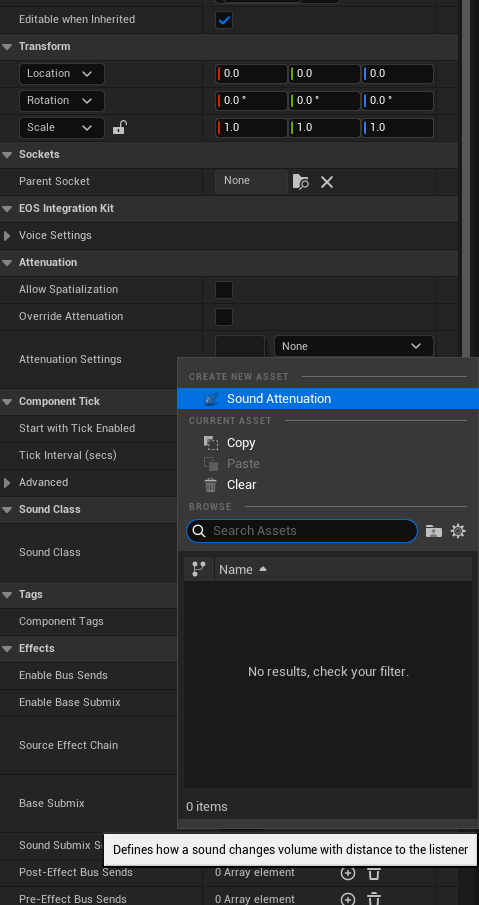 Editable when Inherited
Transform
Location 0.0 0.0 0.0
Rotation 0.0 ° 0.0 ° 0.0 °
Scale 1.0 1.0 1.0
Sockets
Parent Socket None
EOS Integration Kit
Voice Settings
Attenuation
Allow Spatialization
Override Attenuation
Attenuation Settings None
CREATE NEW ASSET
Component Tick Sound Attenuation
CURRENT ASSET
Start with Tick Enabled Copy
Tick Interval (secs) Paste
Advanced Clear
Sound Class BROWSE
Search Assets
Sound Class
Name
Tags
Component Tags
Effects
Enable Bus Sends No results, check your filter.
Enable Base Submix
Source Effect Chain
Base Submix 0 items
Sound Submix S
Defines how a sound changes volume with distance to the listener
Post-Effect Bus Sends 0 Array element
Pre-Effect Bus Sends 0 Array element